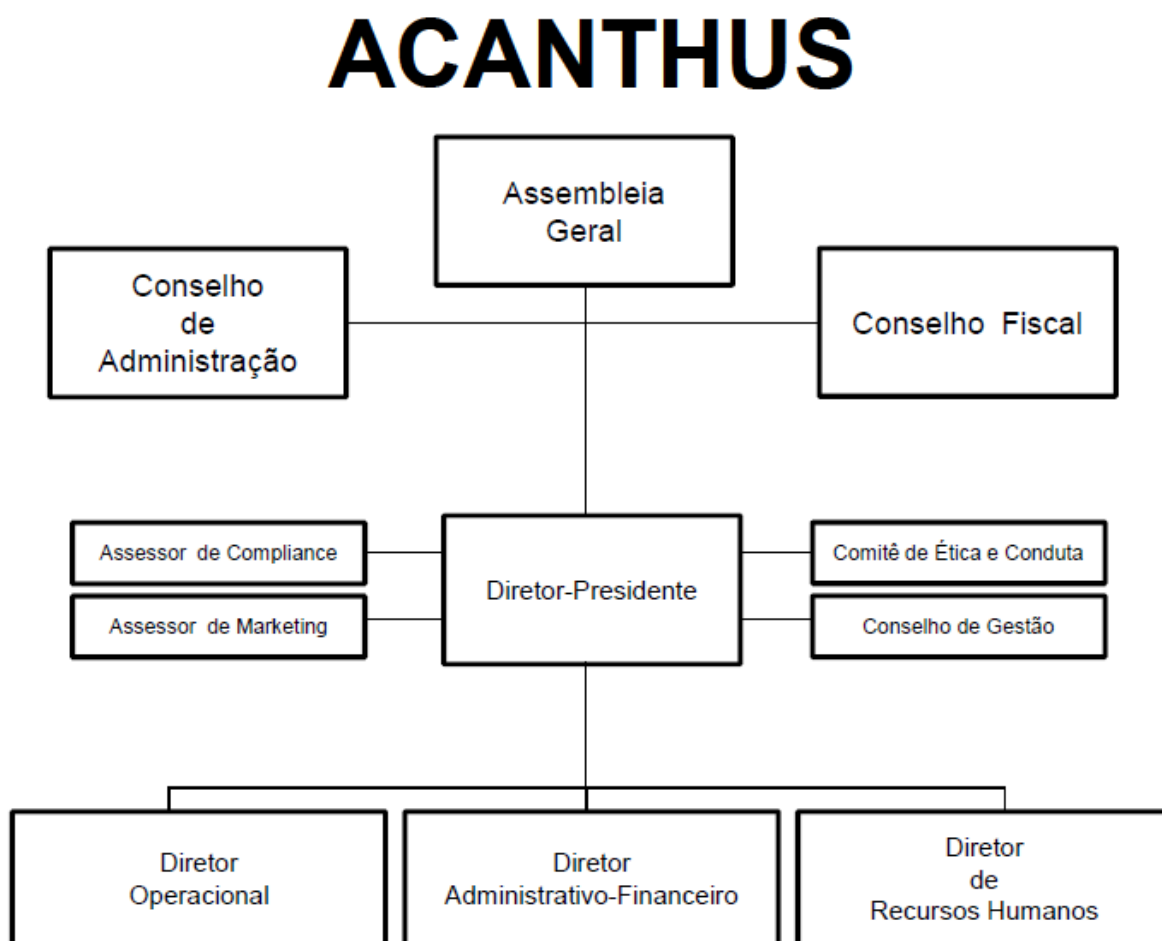 ACANTHUS
Assembleia
Geral
Conselho
de
Administração
Conselho Fiscal
Assessor de Compliance
Assessor de Marketing
Diretor-Presidente
Comitê de Ética e Conduta
Conselho de Gestão
Diretor
Operacional
Diretor
Administrativo-Financeiro
Diretor
de
Recursos Humanos